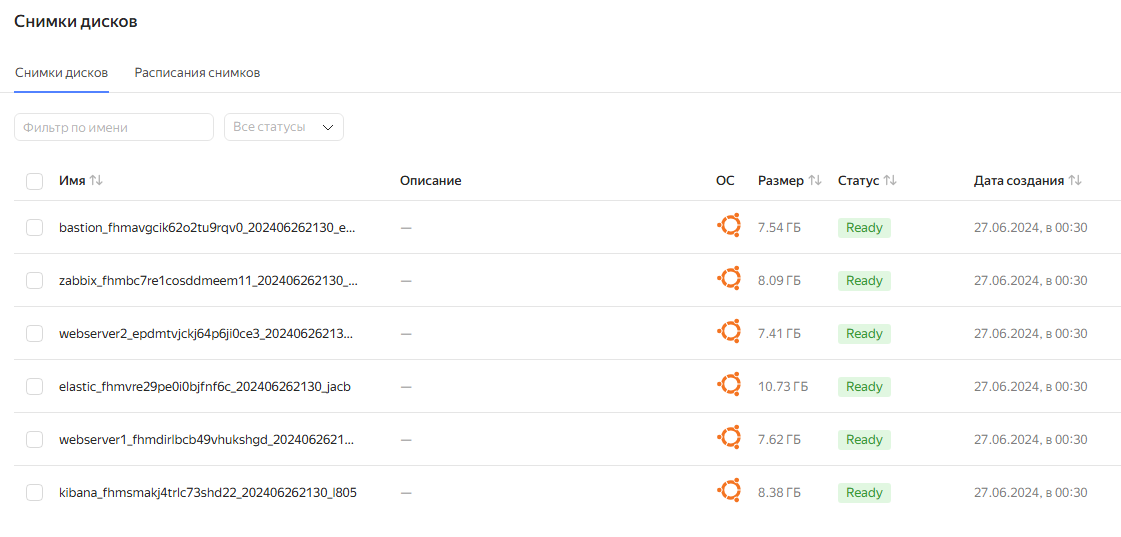 Снимки дисков
Снимки дисков Расписания снимков
Фильтр по имени Все статусы
Имя Описание ОС Размер Статус Дата создания
bastion_fhmavgcik62o2tu9rqv0_202406262130_e... — 7.54 ГБ Ready 27.06.2024, в 00:30
zabbix_fhmbc7re1cosddmeem11_202406262130_... — 8.09 ГБ Ready 27.06.2024, в 00:30
webserver2_epdmtvjckj64p6ji0ce3_20240626213... — 7.41 ГБ Ready 27.06.2024, в 00:30
elastic_fhmvre29pe0i0bjfnf6c_202406262130_jacb — 10.73 ГБ Ready 27.06.2024, в 00:30
webserver1_fhmdirlbcb49vhukshgd_2024062621... — 7.62 ГБ Ready 27.06.2024, в 00:30
kibana_fhmsmakj4trlc73shd22_202406262130_l805 — 8.38 ГБ Ready 27.06.2024, в 00:30